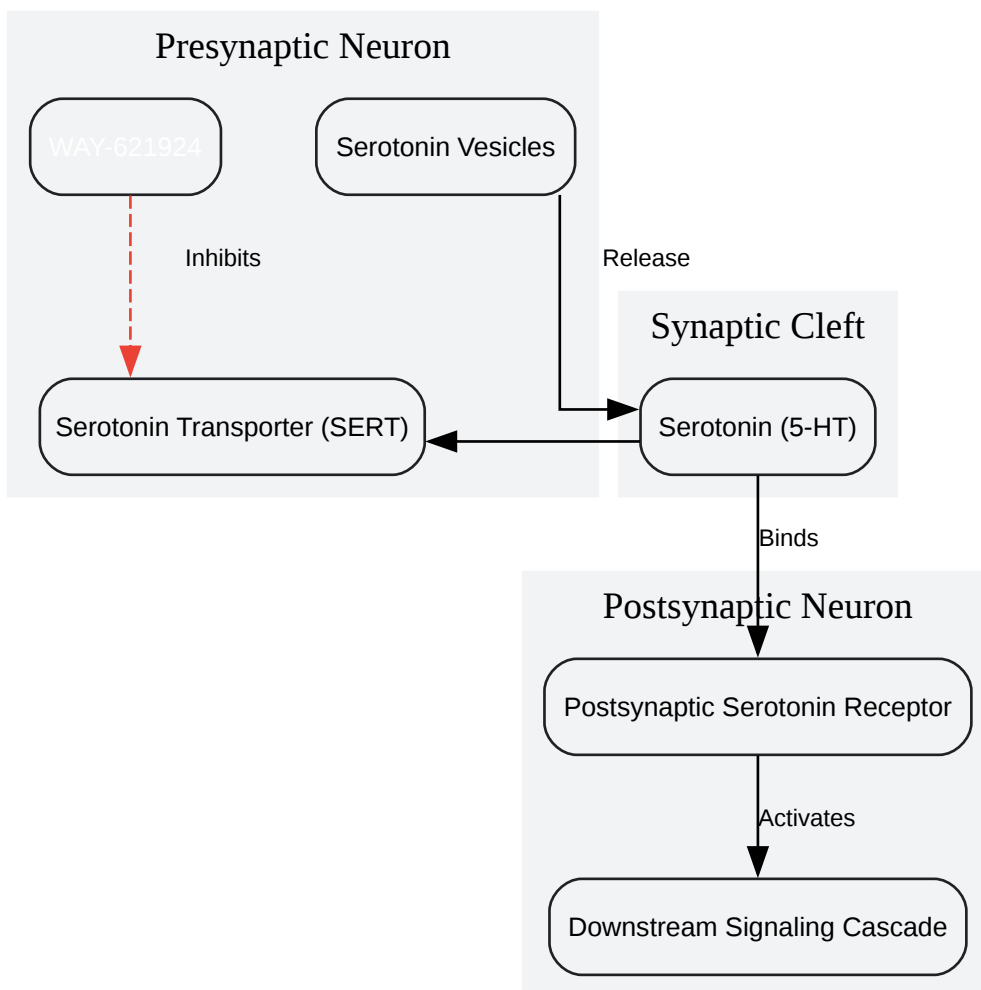 Presynaptic Neuron
WAY-621924
Serotonin Vesicles
Inhibits
Release
Synaptic Cleft
Serotonin Transporter (SERT)
Serotonin (5-HT)
Binds
Postsynaptic Neuron
Postsynaptic Serotonin Receptor
Activates
Downstream Signaling Cascade